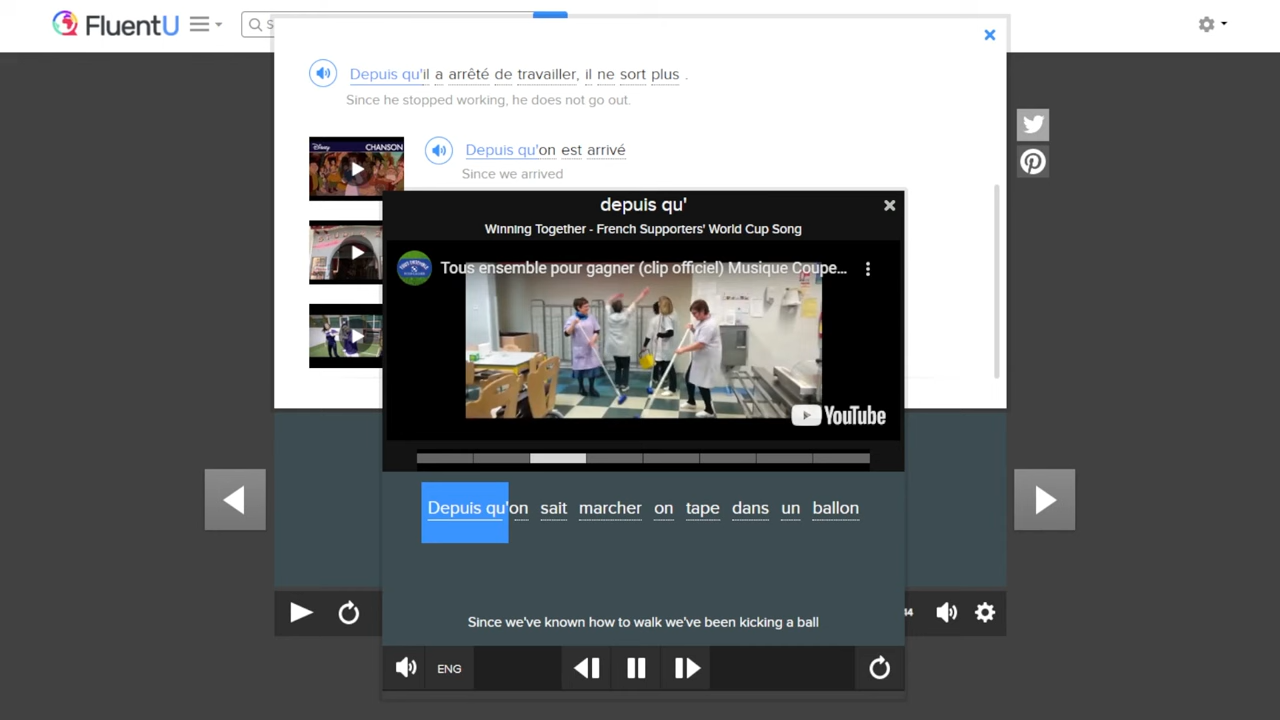 FluentU
S
Depuis qu'il a arrêté de travailler, il ne sort plus .
Since he stopped working, he does not go out.
Disney CHANSON
Depuis qu'on est arrivé
Since we arrived
depuis qu'
Winning Together - French Supporters' World Cup Song
Tous ensemble pour gagner (clip officiel) Musique Coupe...
YouTube
Depuis qu'on sait marcher on tape dans un ballon
Since we've known how to walk we've been kicking a ball
ENG